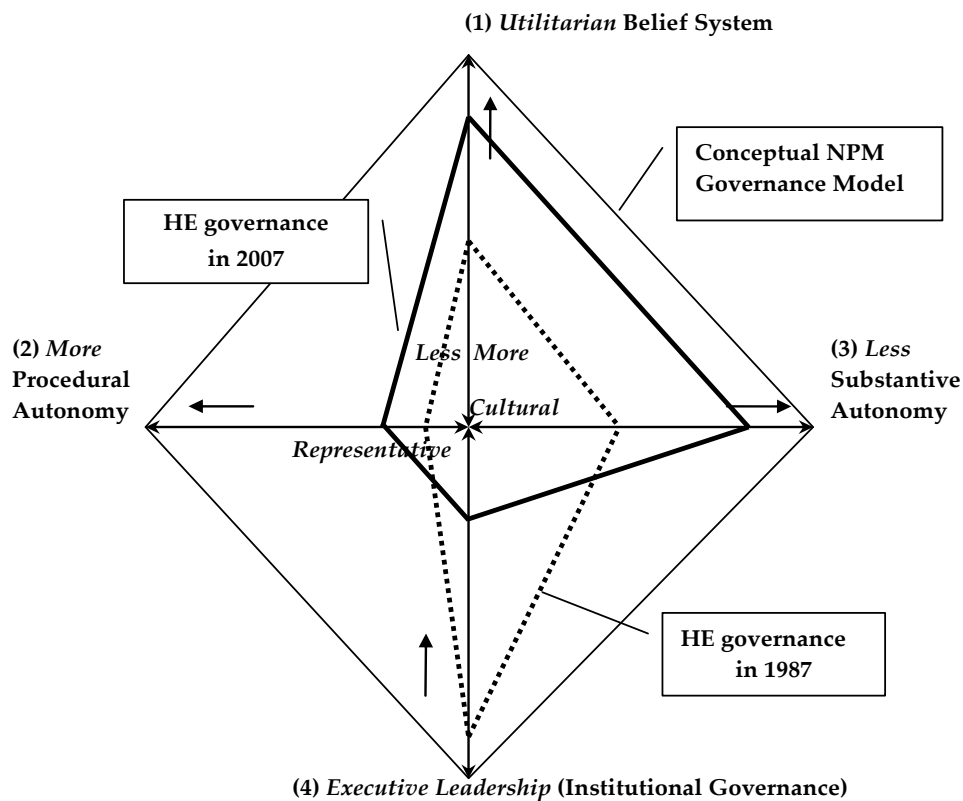 (1) Utilitarian Belief System
Conceptual NPM
Governance Model
HE governance
in 2007
(2) More
Procedural
Autonomy
Less More
(3) Less
Substantive
Autonomy
Cultural
Representative
HE governance
in 1987
(4) Executive Leadership (Institutional Governance)